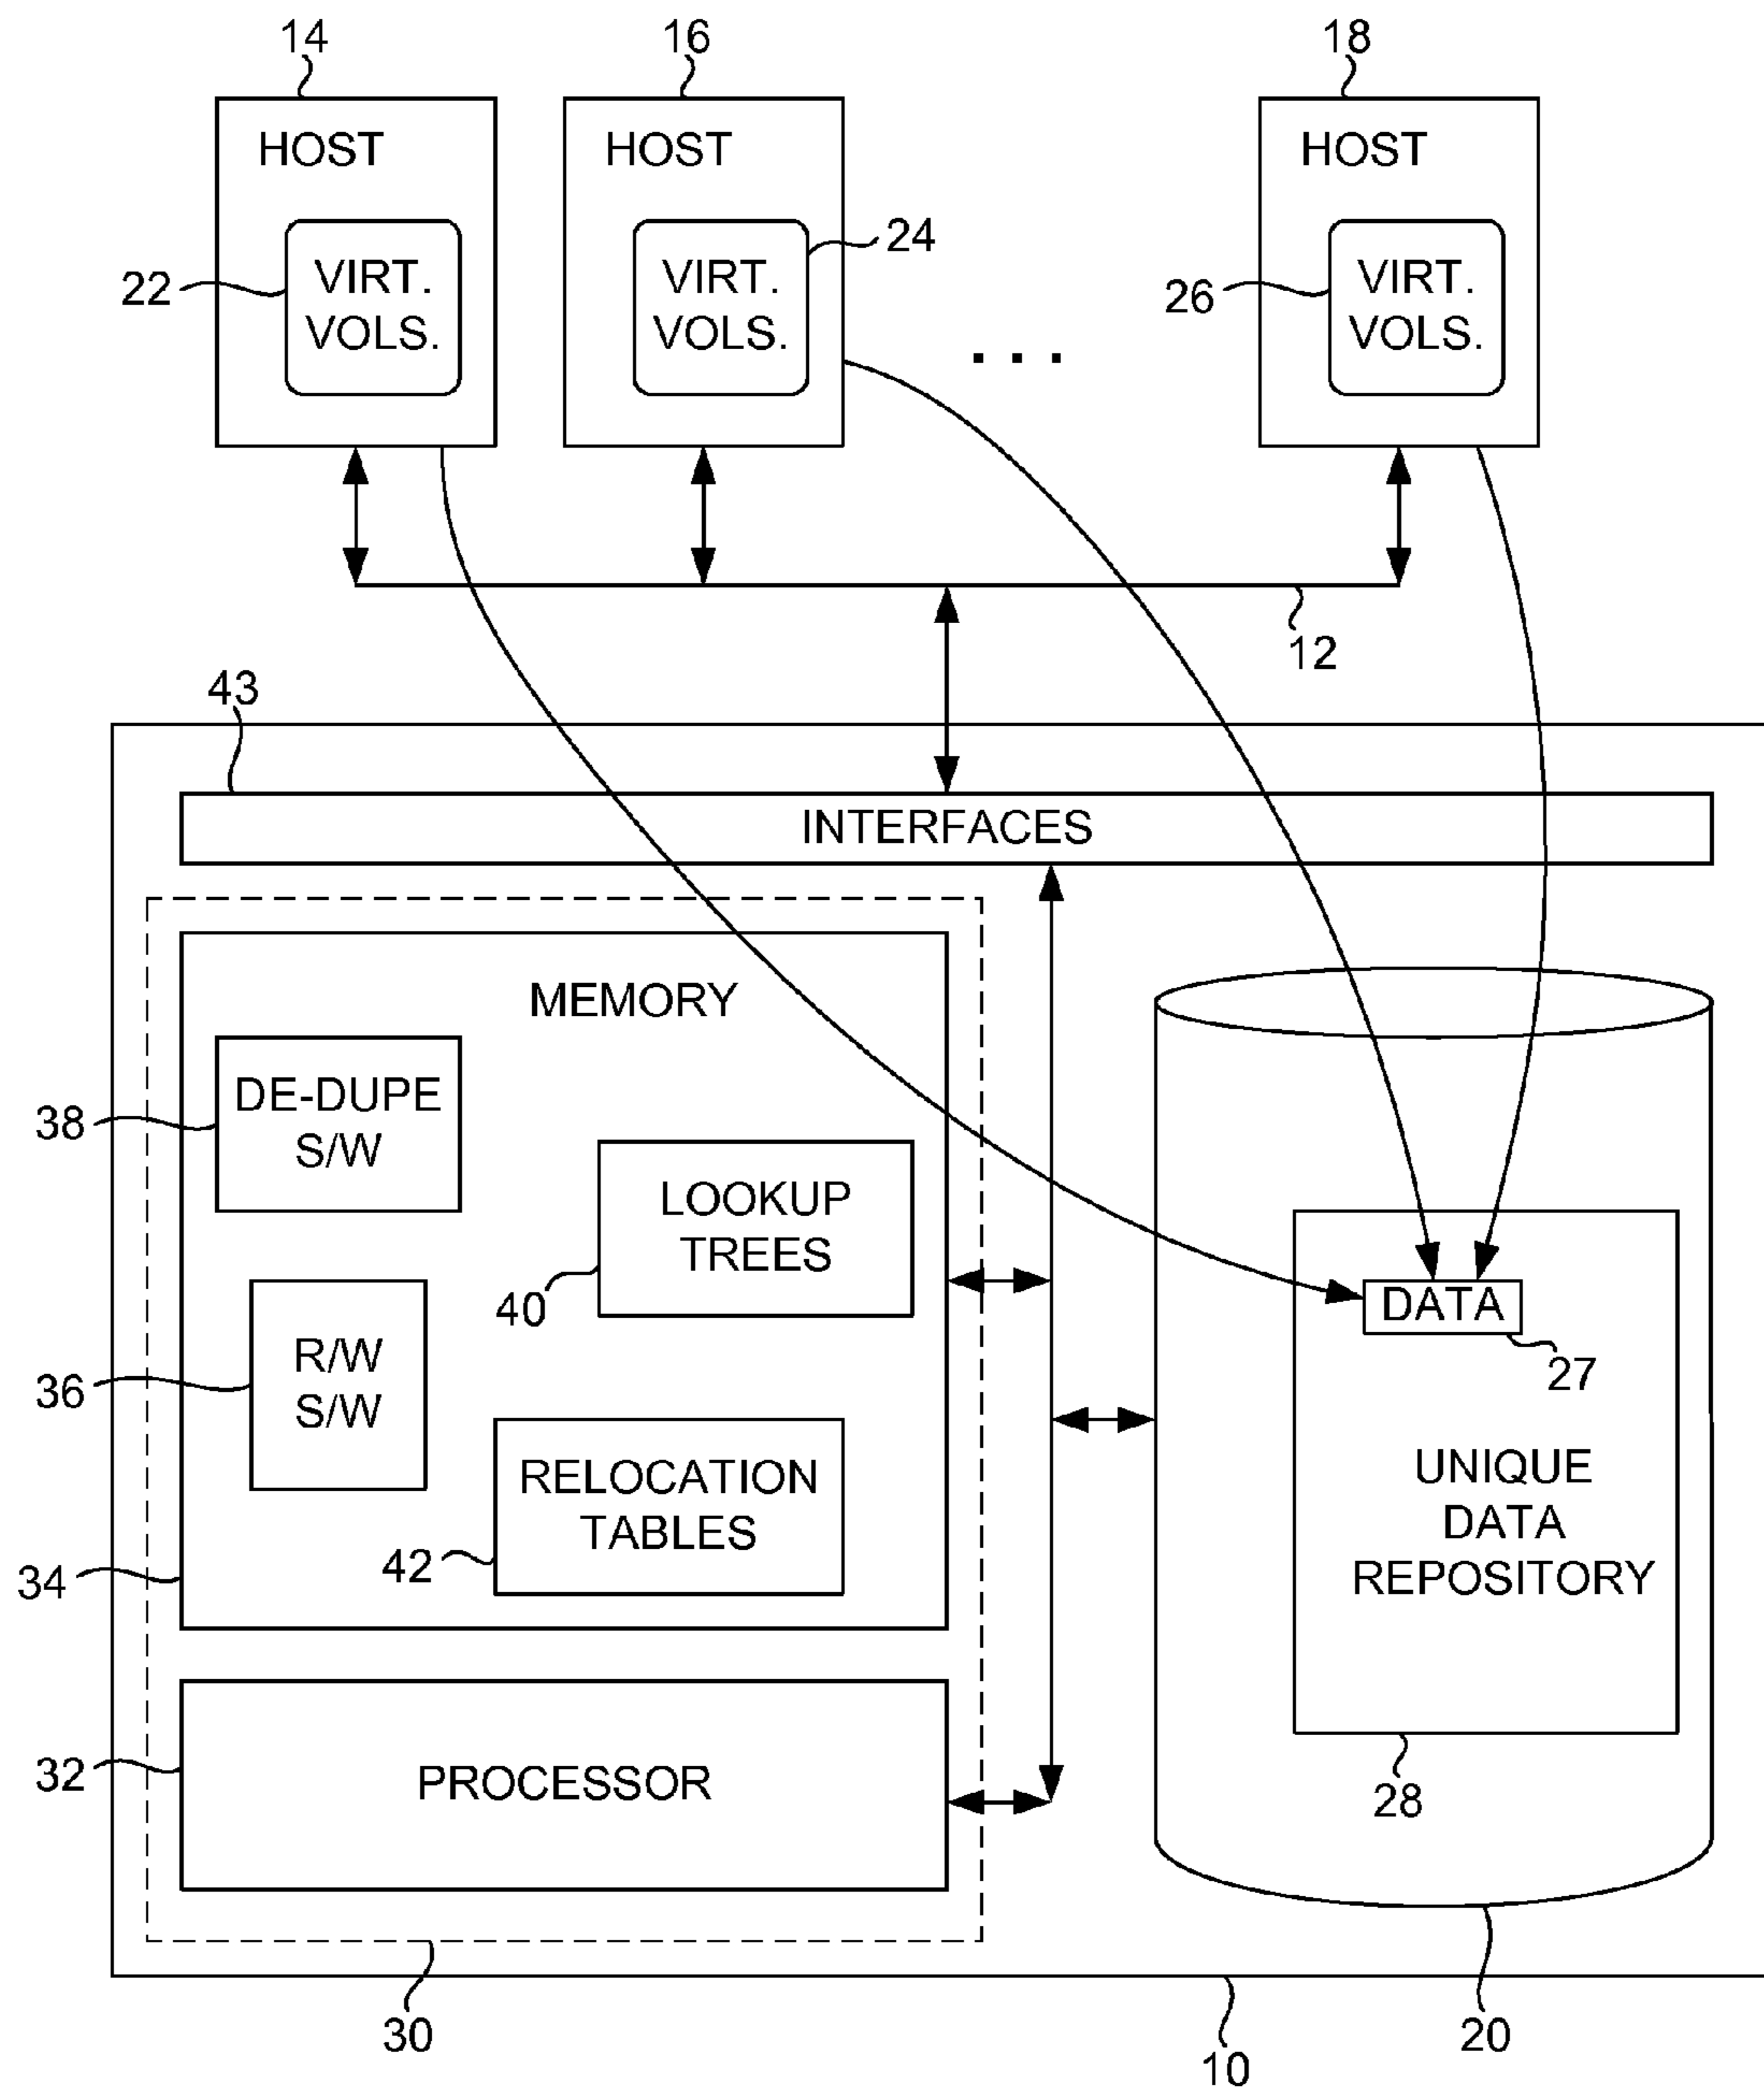 14
16
18
HOST
HOST
HOST
22
VIRT.
VOLS.
VIRT.
VOLS.
24
. . .
26
VIRT.
VOLS.
12
43
INTERFACES
MEMORY
38
DE-DUPE
S/W
LOOKUP
TREES
40
DATA
27
36
R/W
S/W
RELOCATION
TABLES
42
34
UNIQUE
DATA
REPOSITORY
32
PROCESSOR
28
30
20
10